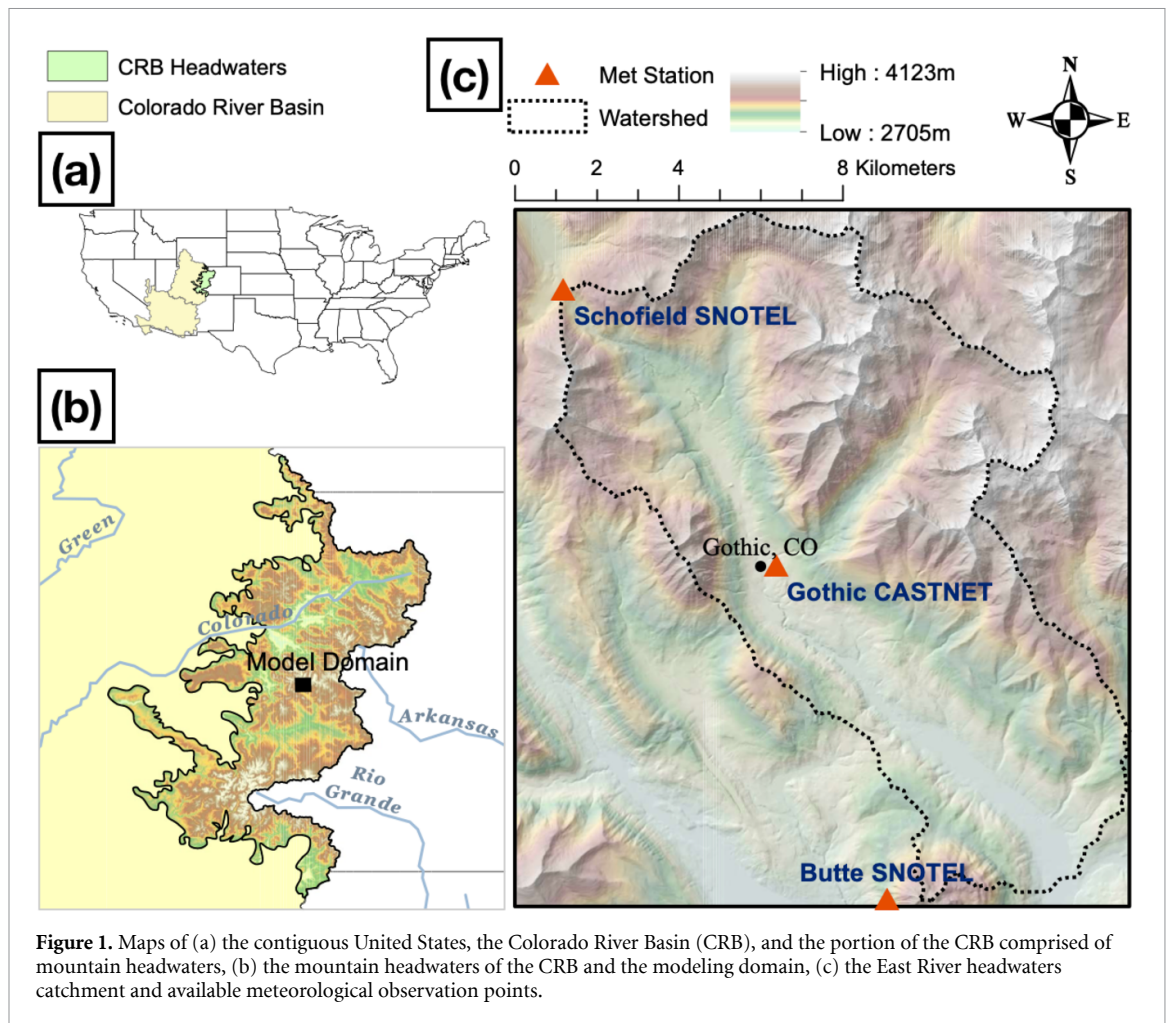 CRB Headwaters
Colorado River Basin
(a)
(c)
Met Station
Watershed
High : 4123m
Low : 2705m
N
W
E
S
0 2 4 8 Kilometers
(b)
Green
Colorado
Model Domain
Arkansas
Rio
Grande
Schofield SNOTEL
Gothic, CO
Gothic CASTNET
Butte SNOTEL
Figure 1. Maps of (a) the contiguous United States, the Colorado River Basin (CRB), and the portion of the CRB comprised of
mountain headwaters, (b) the mountain headwaters of the CRB and the modeling domain, (c) the East River headwaters
catchment and available meteorological observation points.